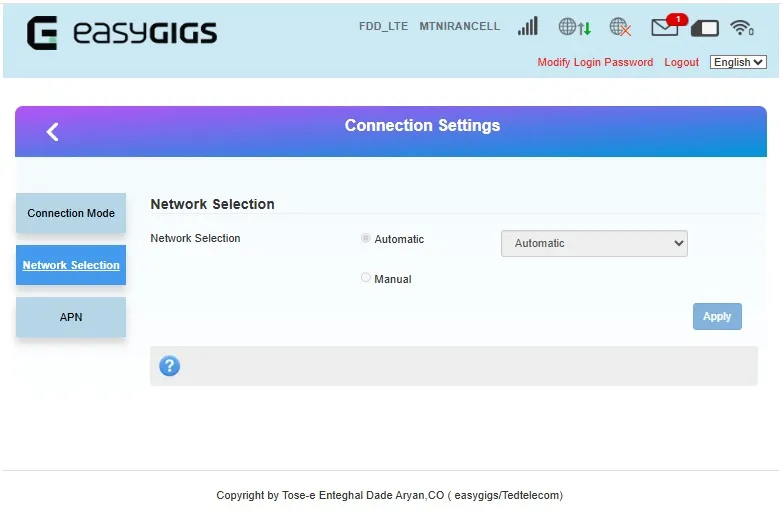 easyGIGS
FDD_LTE MTNIRANCELL 1
Modify Login Password Logout English
Connection Settings
Connection Mode
Network Selection
APN
Network Selection
Network Selection Automatic Automatic
Manual
Apply
?
Copyright by Tose-e Enteghal Dade Aryan,CO ( easygigs/Tedtelecom)